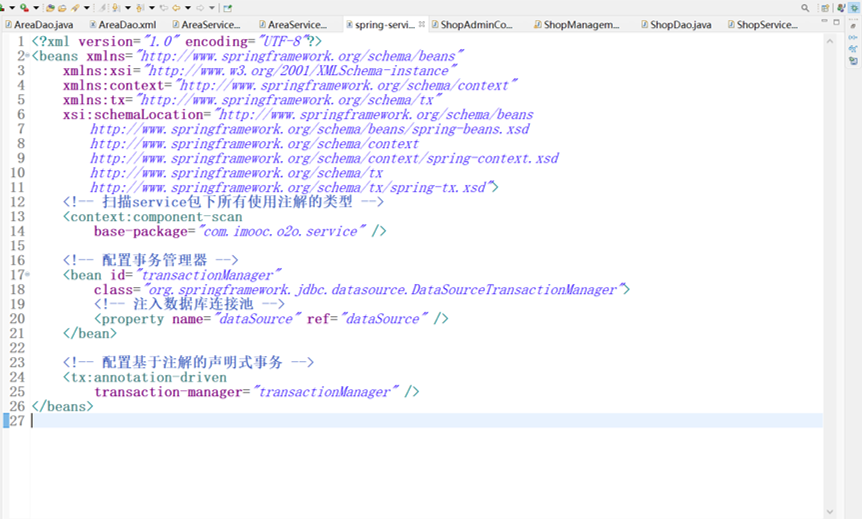 AreaDao.java AreaDao.xml AreaService... AreaService... spring-servi... ShopAdminCo... ShopManagem... ShopDao.java ShopService...
1 <?xml version="1.0" encoding="UTF-8"?>
2 <beans xmlns="http://www.springframework.org/schema/beans"
3 xmlns:xsi="http://www.w3.org/2001/XMLSchema-instance"
4 xmlns:context="http://www.springframework.org/schema/context"
5 xmlns:tx="http://www.springframework.org/schema/tx"
6 xsi:schemaLocation="http://www.springframework.org/schema/beans
7 http://www.springframework.org/schema/beans/spring-beans.xsd
8 http://www.springframework.org/schema/context
9 http://www.springframework.org/schema/context/spring-context.xsd
10 http://www.springframework.org/schema/tx
11 http://www.springframework.org/schema/tx/spring-tx.xsd">
12 <!-- 扫描service包下所有使用注解的类型 -->
13 <context:component-scan
14 base-package="com.imooc.o2o.service" />
15
16 <!-- 配置事务管理器 -->
17 <bean id="transactionManager"
18 class="org.springframework.jdbc.datasource.DataSourceTransactionManager">
19 <!-- 注入数据库连接池 -->
20 <property name="dataSource" ref="dataSource" />
21 </bean>
22
23 <!-- 配置基于注解的声明式事务 -->
24 <tx:annotation-driven
25 transaction-manager="transactionManager" />
26 </beans>
27